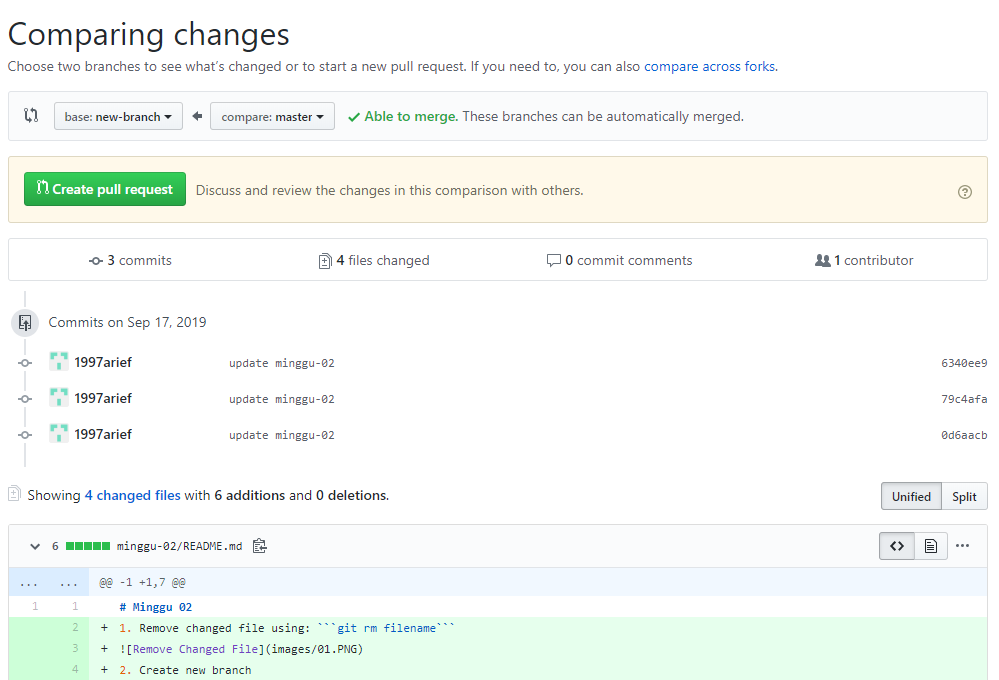 Comparing changes
Choose two branches to see what's changed or to start a new pull request. If you need to, you can also compare across forks.
base: new-branch compare: master Able to merge. These branches can be automatically merged.
Create pull request Discuss and review the changes in this comparison with others.
3 commits 4 files changed 0 commit comments 1 contributor
Commits on Sep 17, 2019
1997arief update minggu-02 6340ee9
1997arief update minggu-02 79c4afa
1997arief update minggu-02 0d6aacb
Showing 4 changed files with 6 additions and 0 deletions. Unified Split
6 minggu-02/README.md
... ... @@ -1 +1,7 @@
1 1 # Minggu 02
2 + 1. Remove changed file using: ```git rm filename```
3 + ![Remove Changed File](images/01.PNG)
4 + 2. Create new branch